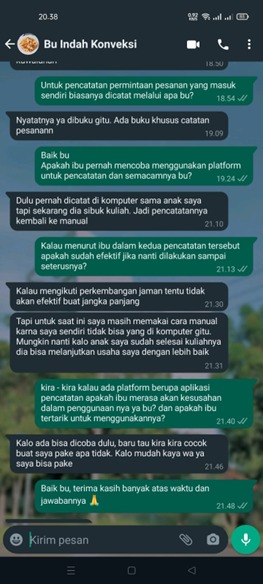 20.38
Bu Indah Konveksi
18.50
Untuk pencatatan permintaan pesanan yang masuk
sendiri biasanya dicatat melalui apa bu?
18.54
Nyatatnya ya dibuku gitu. Ada buku khusus catatan
pesanann
19.09
Baik bu
Apakah ibu pernah mencoba menggunakan platform
untuk pencatatan dan semacamnya bu?
19.24
Dulu pernah dicatat di komputer sama anak saya
tapi sekarang dia sibuk kuliah. Jadi pencatatannya
kembali ke manual
21.10
Kalau menurut ibu dalam kedua pencatatan tersebut
apakah sudah efektif jika nanti dilakukan sampai
seterusnya?
21.13
Kalau mengikuti perkembangan jaman tentu tidak
akan efektif buat jangka panjang
21.30
Tapi untuk saat ini saya masih memakai cara manual
karna saya sendiri tidak bisa yang di komputer gitu.
Mungkin nanti kalo anak saya sudah selesai kuliahnya
dia bisa melanjutkan usaha saya dengan lebih baik
21.31
kira - kira kalau ada platform berupa aplikasi
pencatatan apakah ibu merasa akan kesusahan
dalam penggunaan nya ya bu? dan apakah ibu
tertarik untuk menggunakannya?
21.40
Kalo ada bisa dicoba dulu, baru tau kira kira cocok
buat saya pake apa tidak. Kalo mudah kaya wa ya
saya bisa pake
21.46
Baik bu, terima kasih banyak atas waktu dan
jawabannya 🙏
21.48
Kirim pesan